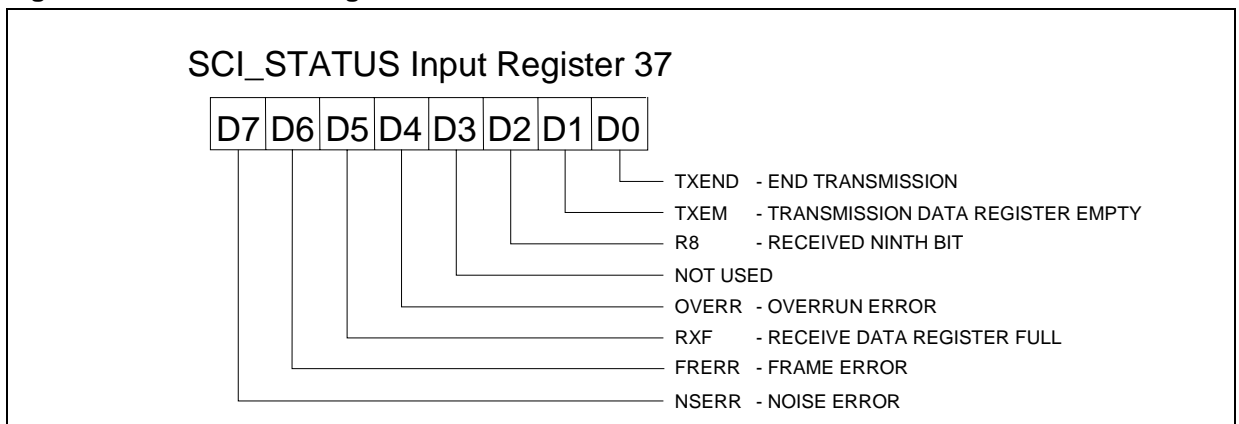 SCI_STATUS Input Register 37
D7 D6 D5 D4 D3 D2 D1 D0
TXEND - END TRANSMISSION
TXEM - TRANSMISSION DATA REGISTER EMPTY
R8 - RECEIVED NINTH BIT
NOT USED
OVERR - OVERRUN ERROR
RXF - RECEIVE DATA REGISTER FULL
FRERR - FRAME ERROR
NSERR - NOISE ERROR